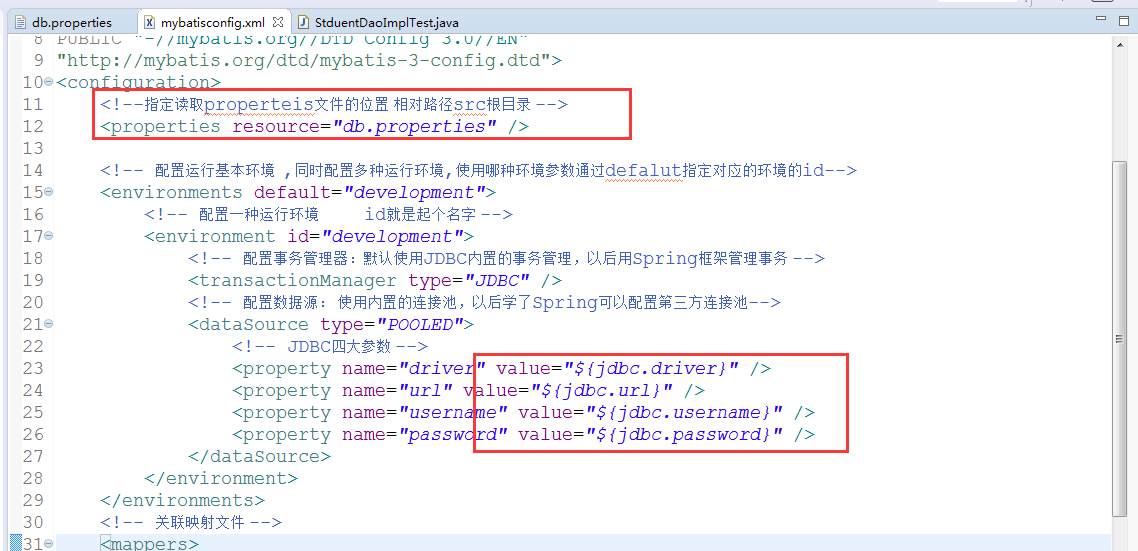 db.properties mybatisconfig.xml StduentDaoImplTest.java
8 PUBLIC "-//mybatis.org//DTD Config 3.0//EN"
9 "http://mybatis.org/dtd/mybatis-3-config.dtd">
10 <configuration>
11 <!--指定读取properteis文件的位置 相对路径src根目录 -->
12 <properties resource="db.properties" />
13
14 <!-- 配置运行基本环境 ,同时配置多种运行环境,使用哪种环境参数通过defalut指定对应的环境的id-->
15 <environments default="development">
16 <!-- 配置一种运行环境 id就是起个名字 -->
17 <environment id="development">
18 <!-- 配置事务管理器：默认使用JDBC内置的事务管理，以后用Spring框架管理事务 -->
19 <transactionManager type="JDBC" />
20 <!-- 配置数据源： 使用内置的连接池，以后学了Spring可以配置第三方连接池-->
21 <dataSource type="POOLED">
22 <!-- JDBC四大参数 -->
23 <property name="driver" value="${jdbc.driver}" />
24 <property name="url" value="${jdbc.url}" />
25 <property name="username" value="${jdbc.username}" />
26 <property name="password" value="${jdbc.password}" />
27 </dataSource>
28 </environment>
29 </environments>
30 <!-- 关联映射文件 -->
31 <mappers>